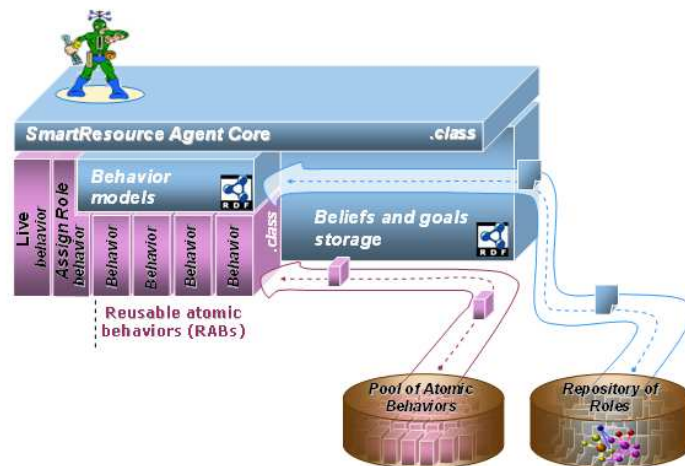 SmartResource Agent Core
.class
Live
behavior
Assign Role
behavior
Behavior
models
RDF
Behavior
Behavior
Behavior
Behavior
.class
Beliefs and goals
storage
RDF
Reusable atomic
behaviors (RABs)
Pool of Atomic
Behaviors
Repository of
Roles